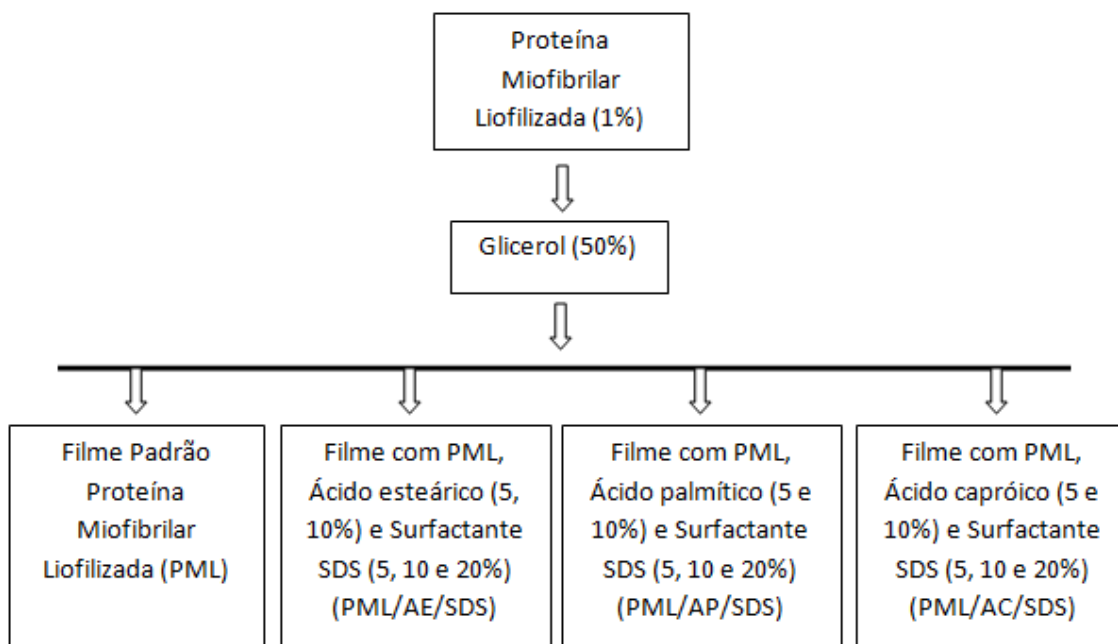 Proteína
Miofibrilar
Liofilizada (1%)
Glicerol (50%)
Filme Padrão
Proteína
Miofibrilar
Liofilizada (PML)
Filme com PML,
Ácido esteárico (5,
10%) e Surfactante
SDS (5, 10 e 20%)
(PML/AE/SDS)
Filme com PML,
Ácido palmítico (5 e
10%) e Surfactante
SDS (5, 10 e 20%)
(PML/AP/SDS)
Filme com PML,
Ácido capróico (5 e
10%) e Surfactante
SDS (5, 10 e 20%)
(PML/AC/SDS)